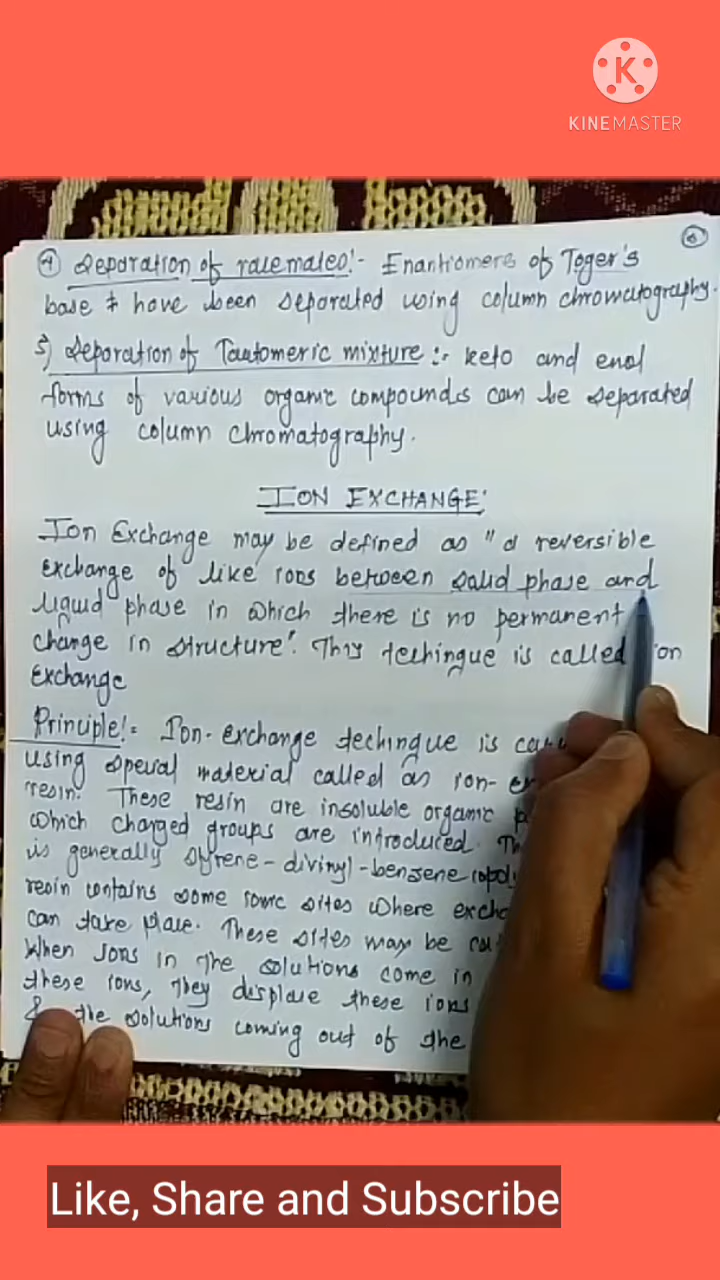 KINEMASTER
6
4 Separation of racemates:- Enantiomers of Toger's
base & have been separated using column chromatography.
5) Separation of Tautomeric mixture :- keto and enol
forms of various organic compounds can be separated
using column chromatography.
ION EXCHANGE:
Ion Exchange may be defined as "a reversible
exchange of like ions between solid phase and
liquid phase in which there is no permanent
change in structure". This techingue is called ion
Exchange
Principle:- Ion-exchange techingue is
using special material called as ion-
resin. These resin are insoluble organic
which charged groups are introduced.
is generally styrene-divinyl-benzene
resin contains some ionic sites where
can take place. These sites may be
When ions in the solutions come in
these ions, They displace these ions
& the solutions coming out of the
Like, Share and Subscribe